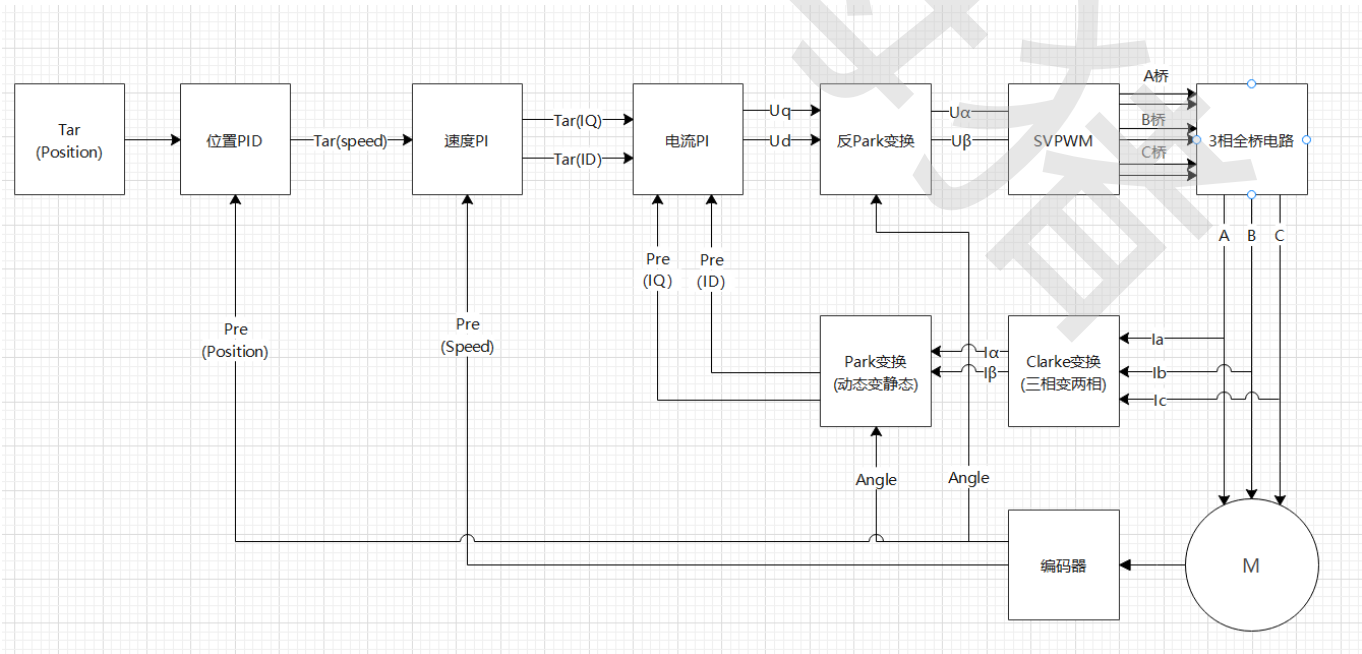 A桥
Tar
(Position)
位置PID
Tar(speed)
速度PI
Tar(IQ)
Tar(ID)
电流PI
Uq
Ud
反Park变换
Uα
Uβ
SVPWM
B桥
C桥
3相全桥电路
A
B
C
Pre
(IQ)
Pre
(ID)
Pre
(Position)
Pre
(Speed)
Park变换
(动态变静态)
Iα
Iβ
Clarke变换
(三相变两相)
Ia
Ib
Ic
Angle
Angle
编码器
M